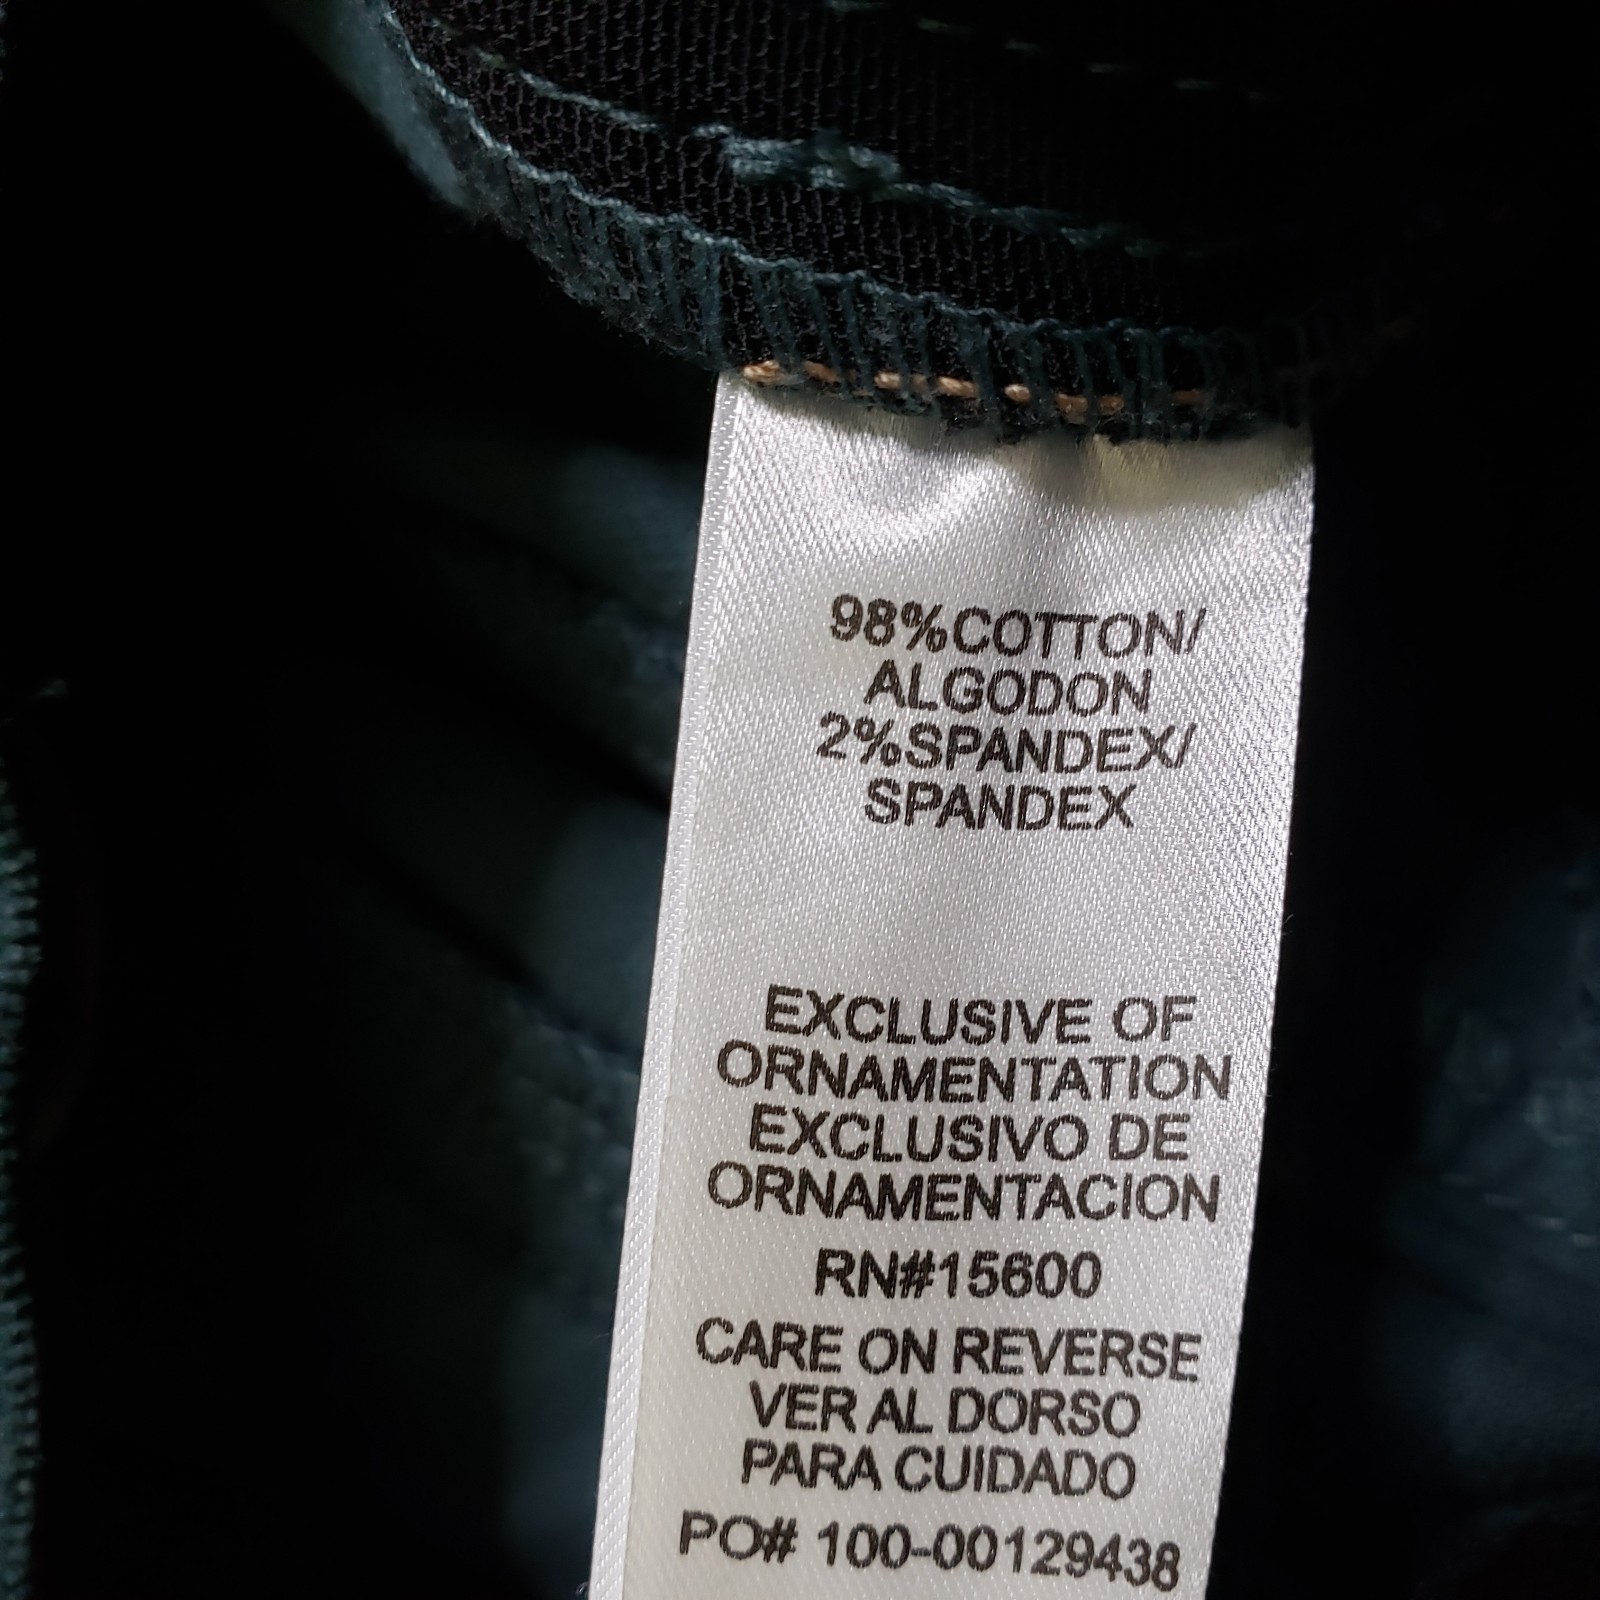 98%COTTON/
ALGODON
2%SPANDEX/
SPANDEX
EXCLUSIVE OF
ORNAMENTATION
EXCLUSIVO DE
ORNAMENTACION
RN#15600
CARE ON REVERSE
VER AL DORSO
PARA CUIDADO
PO# 100-00129438